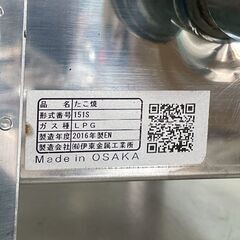 品名 たこ焼
形式番号 151S
ガス種 LPG
製造年度 2016年製EN
製造会社 ㈲伊東金属工業所
Made in OSAKA